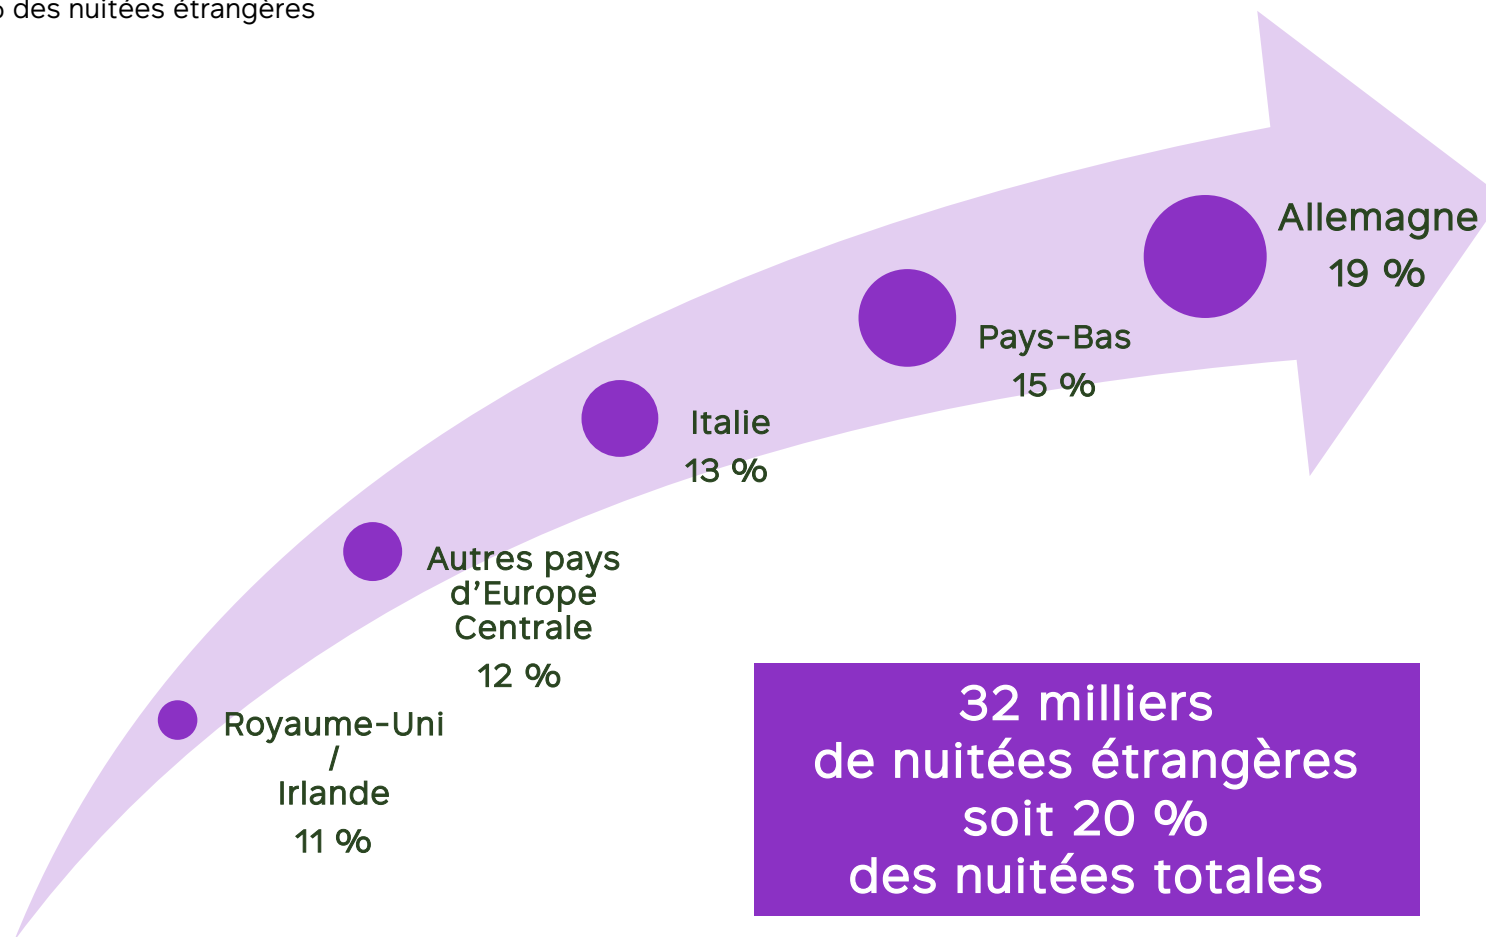 % des nuitées étrangères
Allemagne
19 %
Pays-Bas
15 %
Italie
13 %
Autres pays
d’Europe
Centrale
12 %
Royaume-Uni
/
Irlande
11 %
32 milliers
de nuitées étrangères
soit 20 %
des nuitées totales